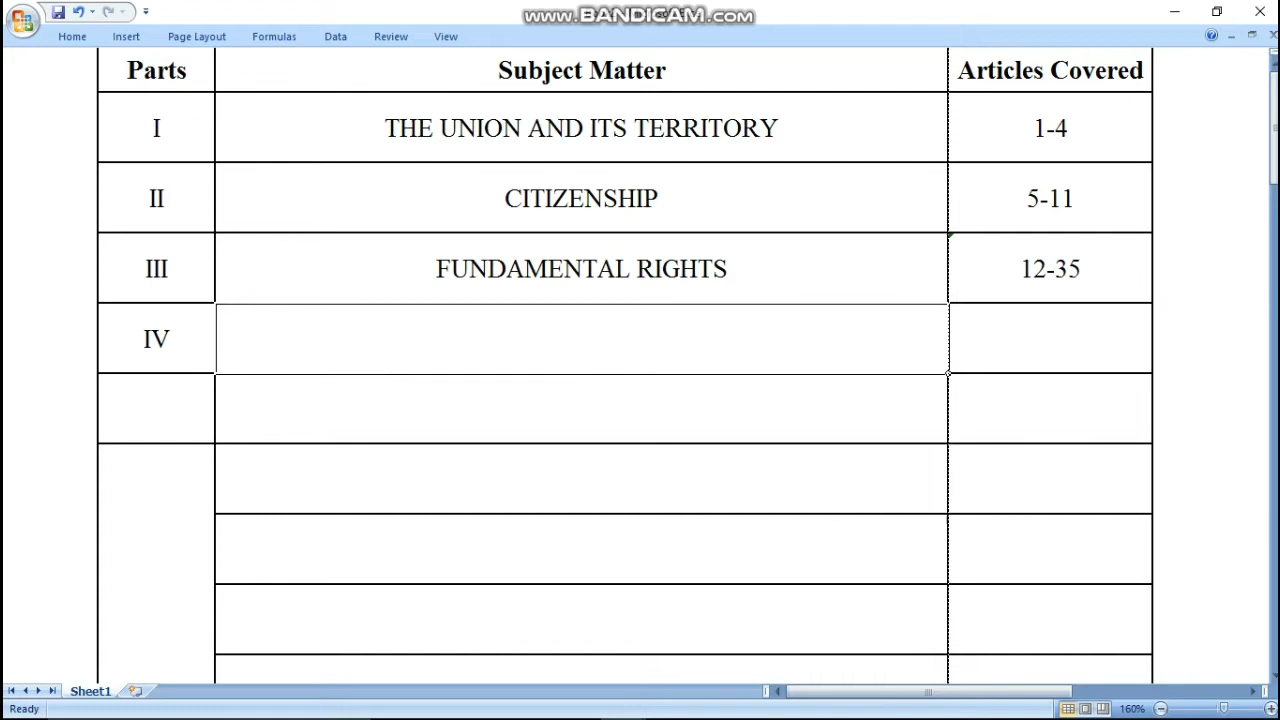 www.BANDICAM.com
Home Insert Page Layout Formulas Data Review View
Parts Subject Matter Articles Covered
I THE UNION AND ITS TERRITORY 1-4
II CITIZENSHIP 5-11
III FUNDAMENTAL RIGHTS 12-35
IV
Sheet1
Ready 160%